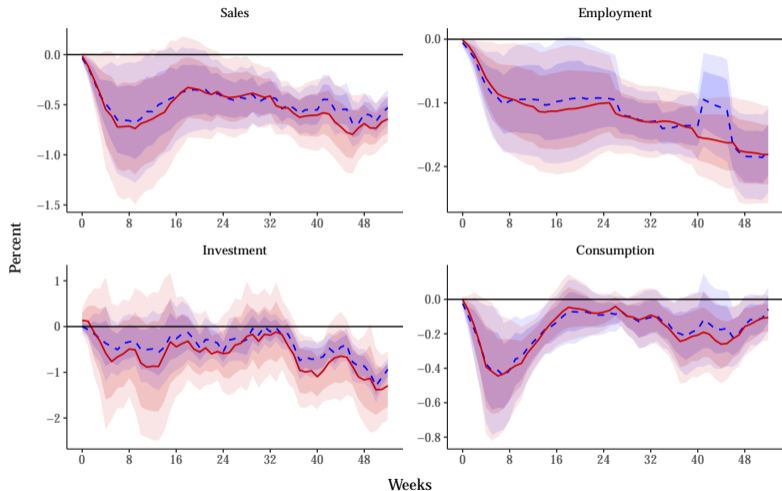 Sales
0.0
−0.5
−1.0
−1.5
0 8 16 24 32 40 48
Employment
0.0
−0.1
−0.2
0 8 16 24 32 40 48
Percent
Investment
1
0
−1
−2
0 8 16 24 32 40 48
Consumption
0.0
−0.2
−0.4
−0.6
−0.8
0 8 16 24 32 40 48
Weeks